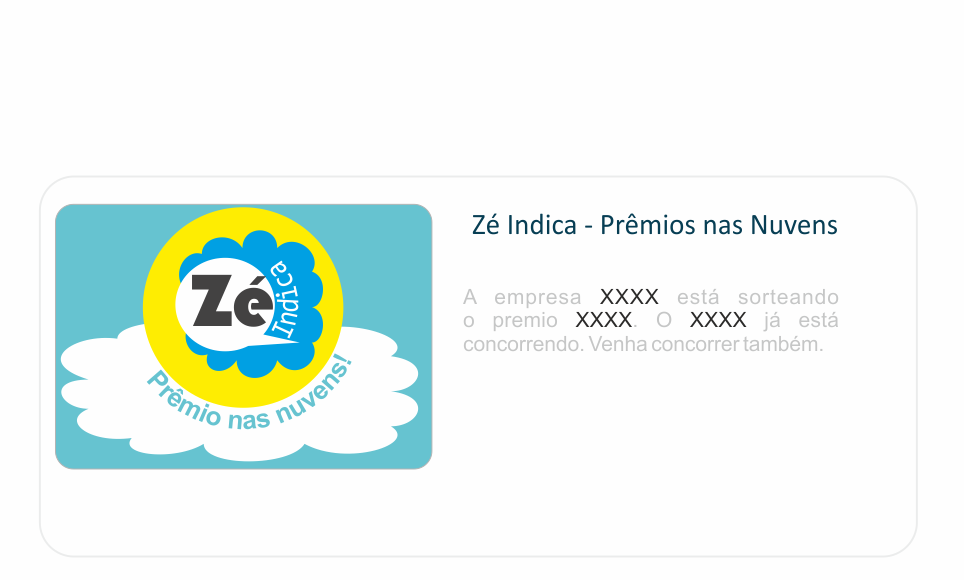 Zé
Indica
Prêmio nas nuvens!
Zé Indica - Prêmios nas Nuvens
A empresa XXXX está sorteando
o premio XXXX. O XXXX já está
concorrendo. Venha concorrer também.